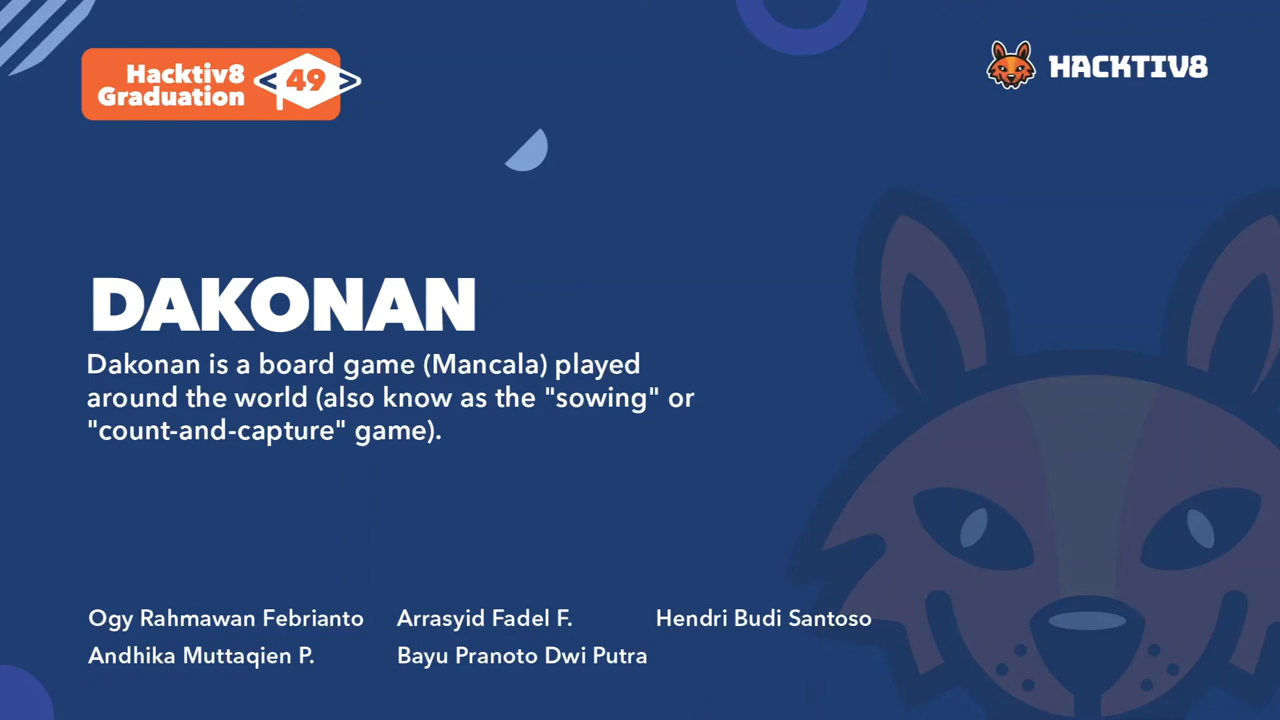 Hacktiv8
Graduation
<49>
HACKTIV8
DAKONAN
Dakonan is a board game (Mancala) played
around the world (also know as the "sowing" or
"count-and-capture" game).
Ogy Rahmawan Febrianto
Arrasyid Fadel F.
Hendri Budi Santoso
Andhika Muttaqien P.
Bayu Pranoto Dwi Putra